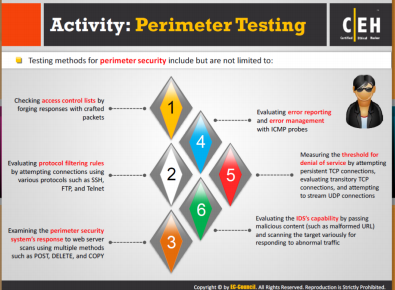 Activity: Perimeter Testing
C|EH
Certified Ethical Hacker
Testing methods for perimeter security include but are not limited to:
Checking access control lists by
forging responses with crafted
packets
1
Evaluating error reporting
and error management
with ICMP probes
4
Evaluating protocol filtering rules
by attempting connections using
various protocols such as SSH,
FTP, and Telnet
2
Measuring the threshold for
denial of service by attempting
persistent TCP connections,
evaluating transitory TCP
connections, and attempting
to stream UDP connections
5
Evaluating the IDS's capability by passing
malicious content (such as malformed URL)
and scanning the target variously for
responding to abnormal traffic
6
Examining the perimeter security
system's response to web server
scans using multiple methods
such as POST, DELETE, and COPY
3
Copyright © by EC-Council. All Rights Reserved. Reproduction is Strictly Prohibited.